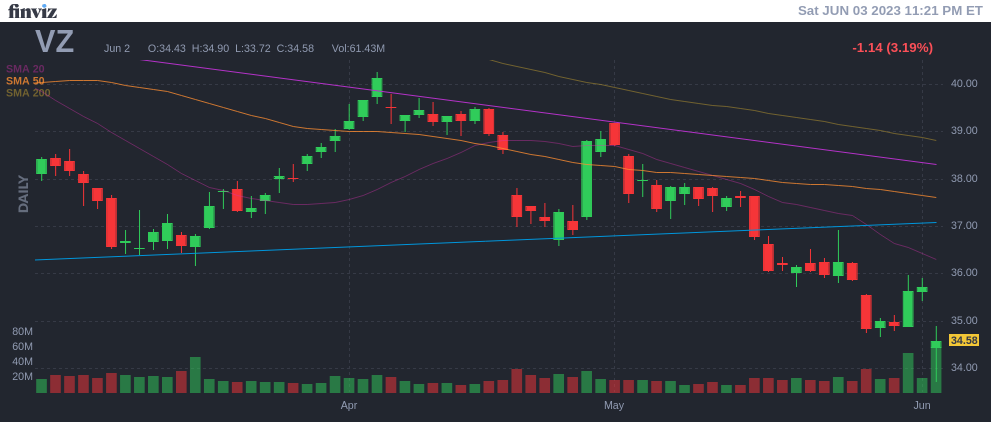 finviz
Sat JUN 03 2023 11:21 PM ET
VZ
Jun 2 O:34.43 H:34.90 L:33.72 C:34.58 Vol:61.43M
-1.14 (3.19%)
SMA 20
SMA 50
SMA 200
DAILY
40.00
39.00
38.00
37.00
36.00
35.00
34.58
34.00
80M
60M
40M
20M
Apr
May
Jun